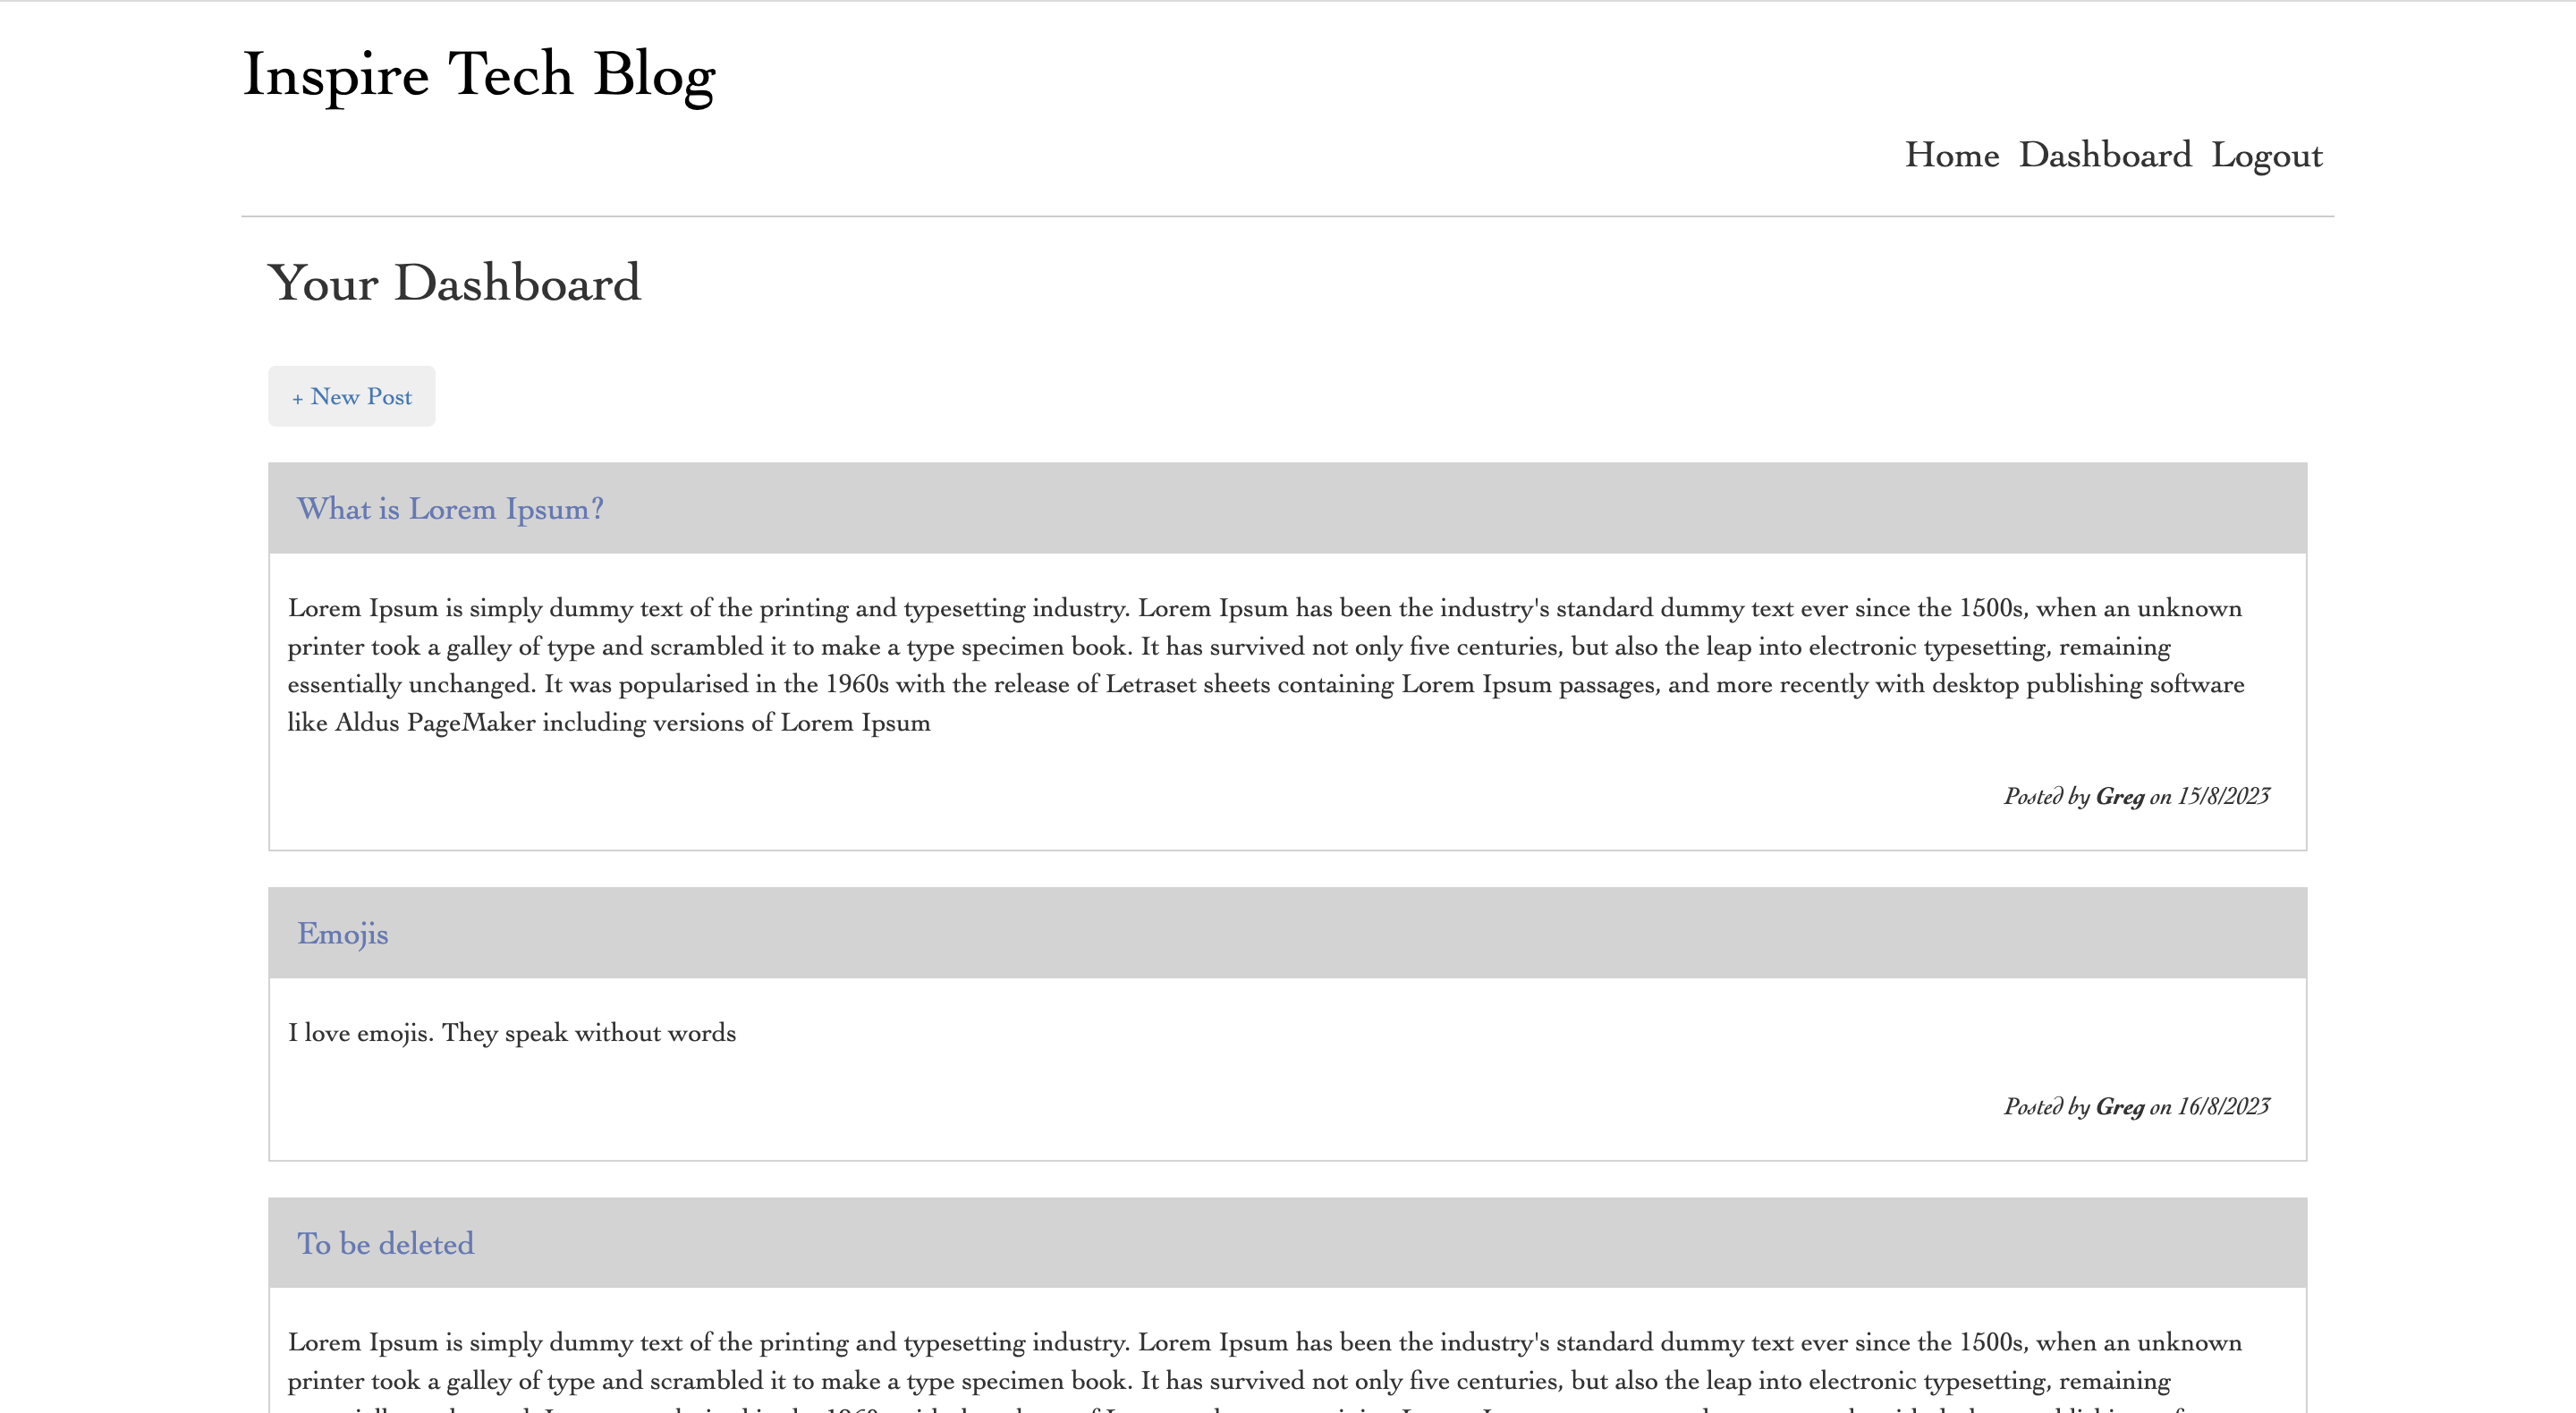 Inspire Tech Blog
Home Dashboard Logout
Your Dashboard
+ New Post
What is Lorem Ipsum?
Lorem Ipsum is simply dummy text of the printing and typesetting industry. Lorem Ipsum has been the industry's standard dummy text ever since the 1500s, when an unknown
printer took a galley of type and scrambled it to make a type specimen book. It has survived not only five centuries, but also the leap into electronic typesetting, remaining
essentially unchanged. It was popularised in the 1960s with the release of Letraset sheets containing Lorem Ipsum passages, and more recently with desktop publishing software
like Aldus PageMaker including versions of Lorem Ipsum
Posted by Greg on 15/8/2023
Emojis
I love emojis. They speak without words
Posted by Greg on 16/8/2023
To be deleted
Lorem Ipsum is simply dummy text of the printing and typesetting industry. Lorem Ipsum has been the industry's standard dummy text ever since the 1500s, when an unknown
printer took a galley of type and scrambled it to make a type specimen book. It has survived not only five centuries, but also the leap into electronic typesetting, remaining